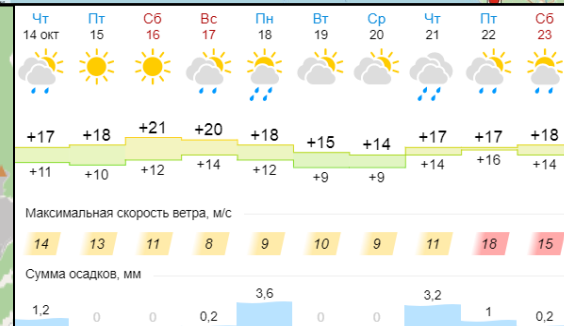 Чт Пт Сб Вс Пн Вт Ср Чт Пт Сб
14 окт 15 16 17 18 19 20 21 22 23
+17 +18 +21 +20 +18 +15 +14 +17 +17 +18
+11 +10 +12 +14 +12 +9 +9 +14 +16 +14
Максимальная скорость ветра, м/с
14 13 11 8 9 10 9 11 18 15
Сумма осадков, мм
1,2 0 0 0,2 3,6 0 0 3,2 1 0,2